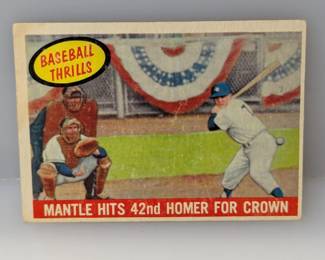 BASEBALL
THRILLS
MANTLE HITS 42nd HOMER FOR CROWN